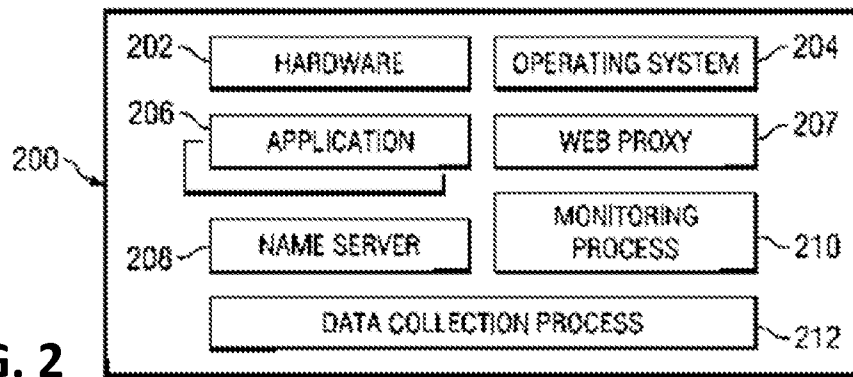 202 HARDWARE OPERATING SYSTEM 204
206 APPLICATION WEB PROXY 207
200
208 NAME SERVER MONITORING PROCESS 210
DATA COLLECTION PROCESS 212
G. 2